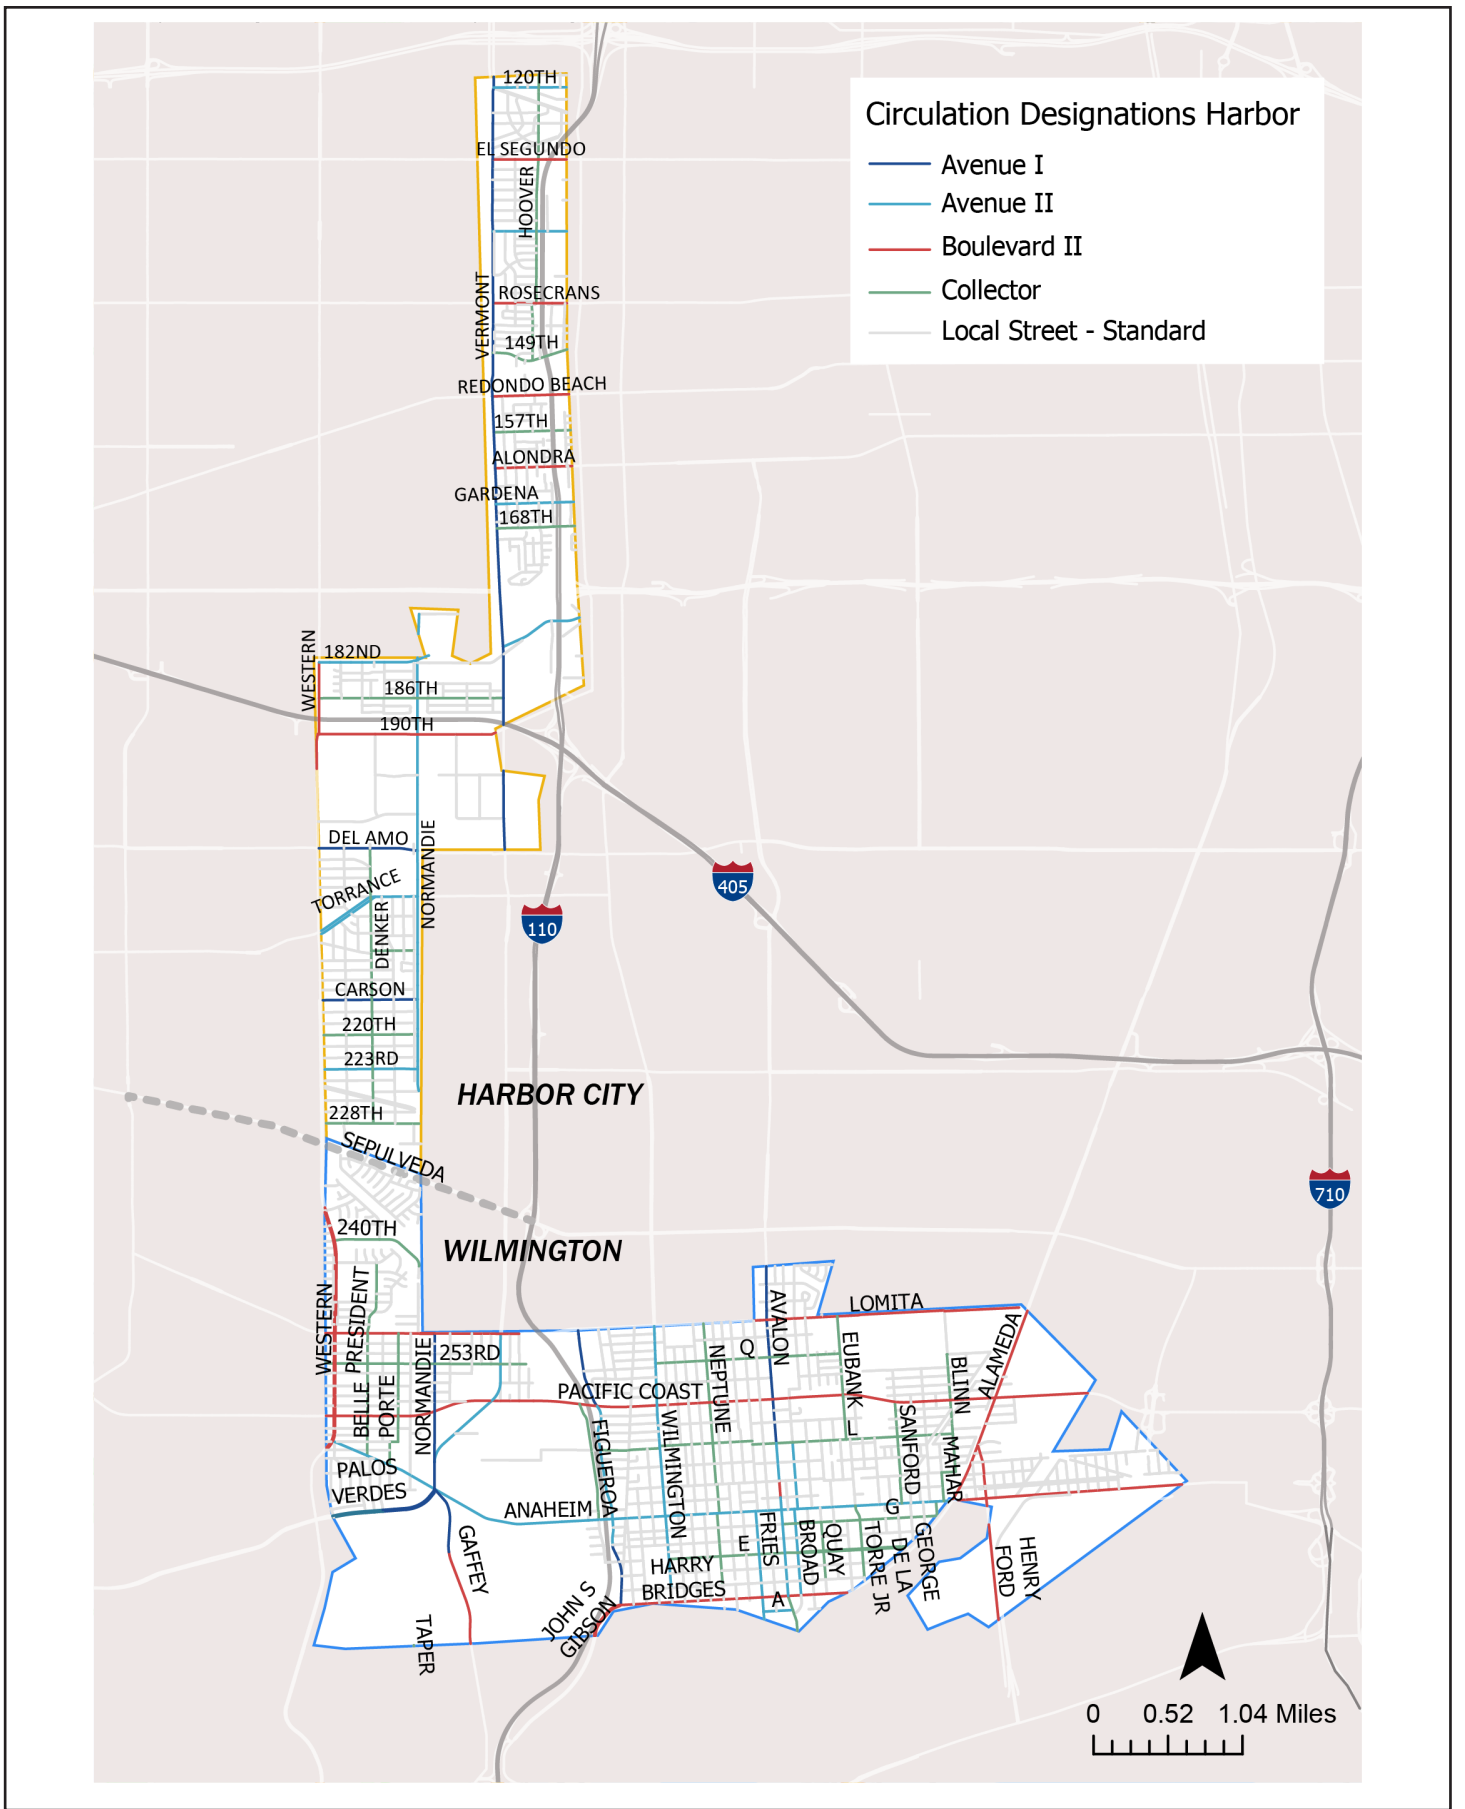 120TH
Circulation Designations Harbor
EL SEGUNDO
Avenue I
HOOVER
Avenue II
Boulevard II
VERMONT
ROSECRANS
Collector
149TH
Local Street - Standard
REDONDO BEACH
157TH
ALONDRA
GARDENA
168TH
WESTERN
182ND
186TH
190TH
DEL AMO
NORMANDIE
TORRANCE
405
DENKER
110
CARSON
220TH
223RD
HARBOR CITY
228TH
SEPULVEDA
710
240TH
WILMINGTON
WESTERN
PRESIDENT
AVALON
LOMITA
ALAMEDA
NORMANDIE
253RD
NEPTUNE
Q
EUBANK
BLINN
BELLE
PORTE
PACIFIC COAST
FIGUEROA
WILMINGTON
L
SANFORD
MAHAR
PALOS
VERDES
ANAHEIM
G
GAFFEY
FRIES
BROAD
QUAY
TORRE JR
DE LA
GEORGE
E
HENRY
FORD
HARRY
BRIDGES
A
JOHN S
GIBSON
TAPER
0 0.52 1.04 Miles